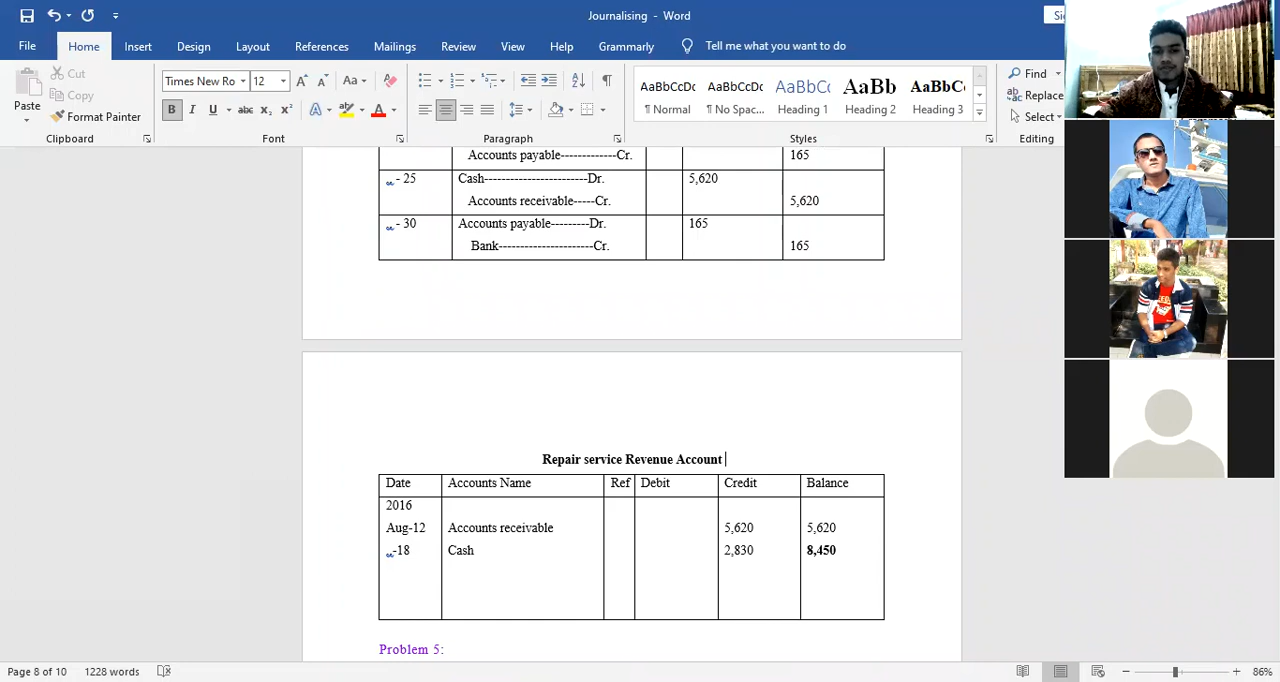 Journalising - Word
File Home Insert Design Layout References Mailings Review View Help Grammarly Tell me what you want to do
Paste
Cut
Copy
Format Painter
Clipboard
Times New Ro 12 Aa
B I U abc x₂ x² A A
Font
Paragraph
AaBbCcDc AaBbCcDc AaBbCc AaBb AaBbCc
¶ Normal ¶ No Spac... Heading 1 Heading 2 Heading 3
Styles
Find
Replace
Select
Editing
Accounts payable-------------Cr. 165
- 25 Cash------------------------Dr. 5,620
Accounts receivable-----Cr. 5,620
- 30 Accounts payable---------Dr. 165
Bank----------------------Cr. 165
Repair service Revenue Account
Date Accounts Name Ref Debit Credit Balance
2016
Aug-12 Accounts receivable 5,620 5,620
-18 Cash 2,830 8,450
Problem 5:
Page 8 of 10 1228 words 86%